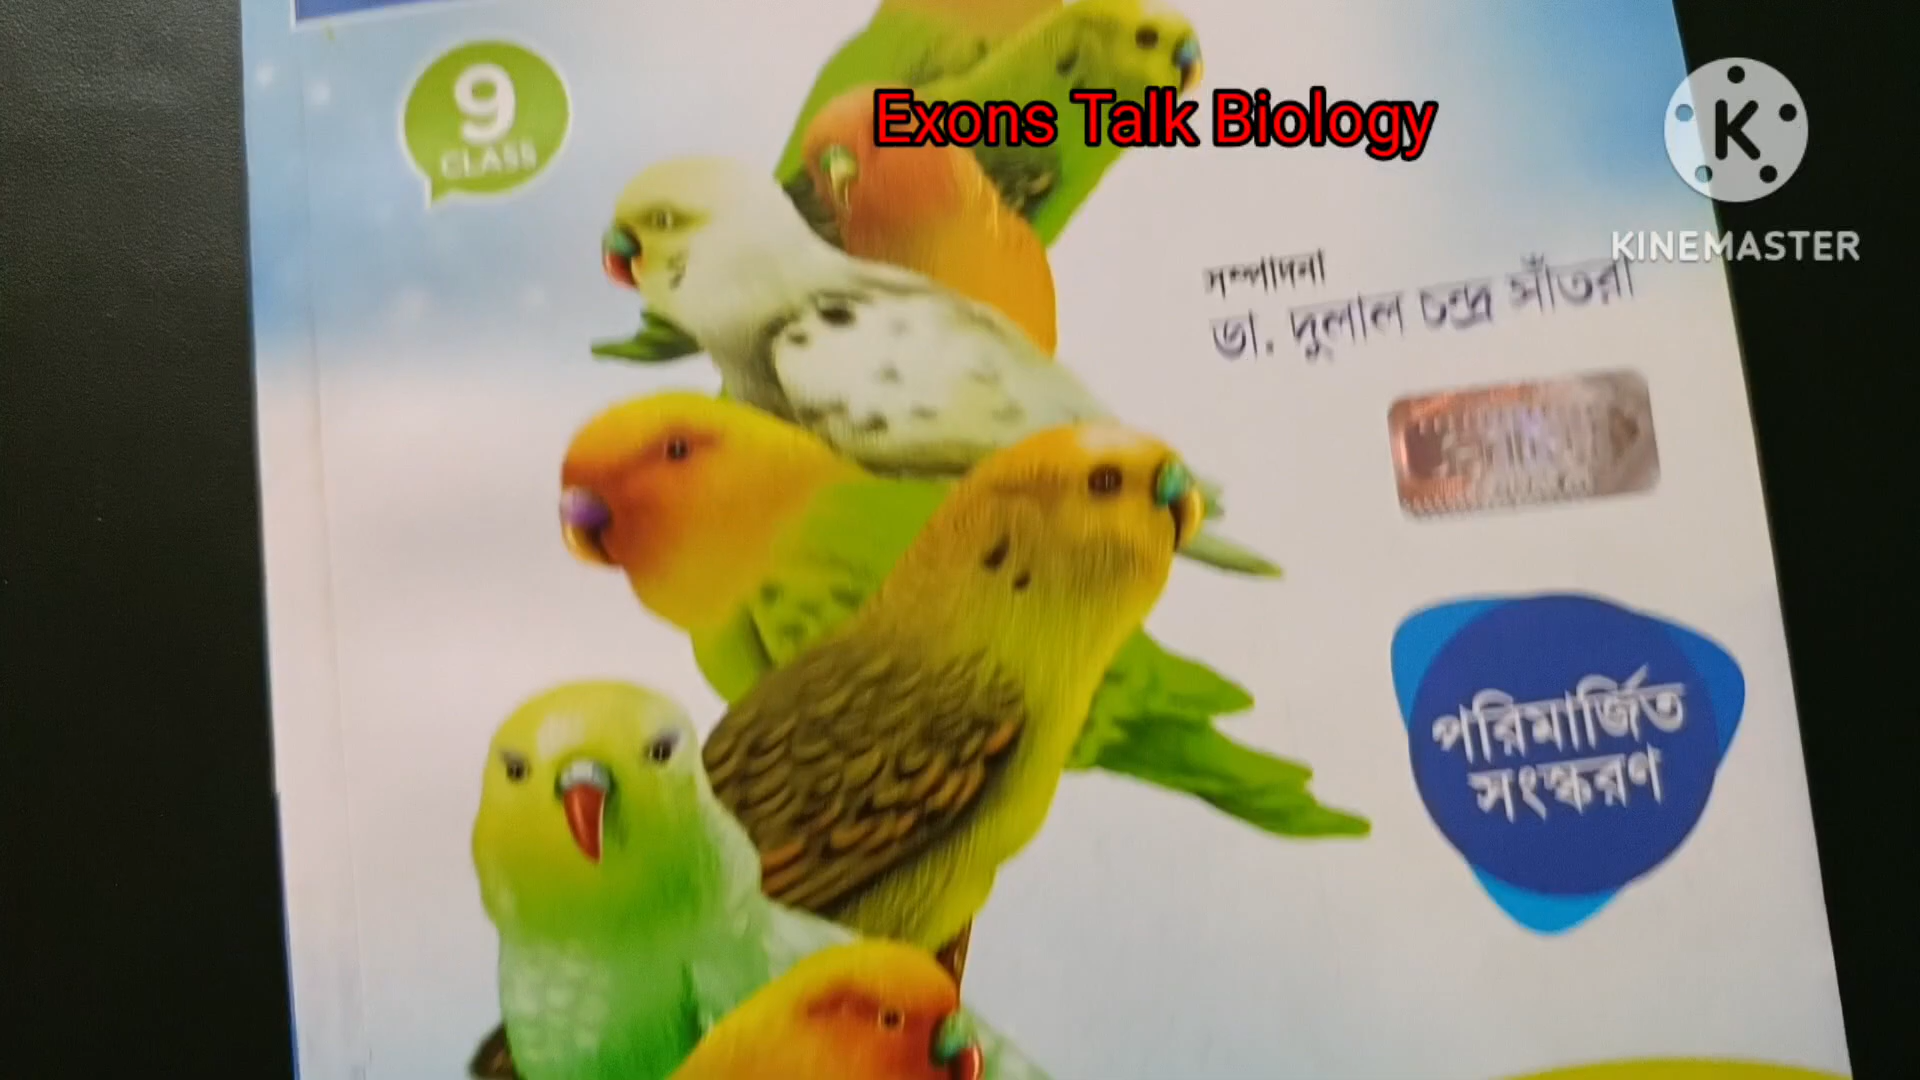 9
CLASS
Exons Talk Biology
K
KINEMASTER
সম্পাদনা
ডা. দুলাল চন্দ্র সাঁতরা
পরিমার্জিত
সংস্করণ